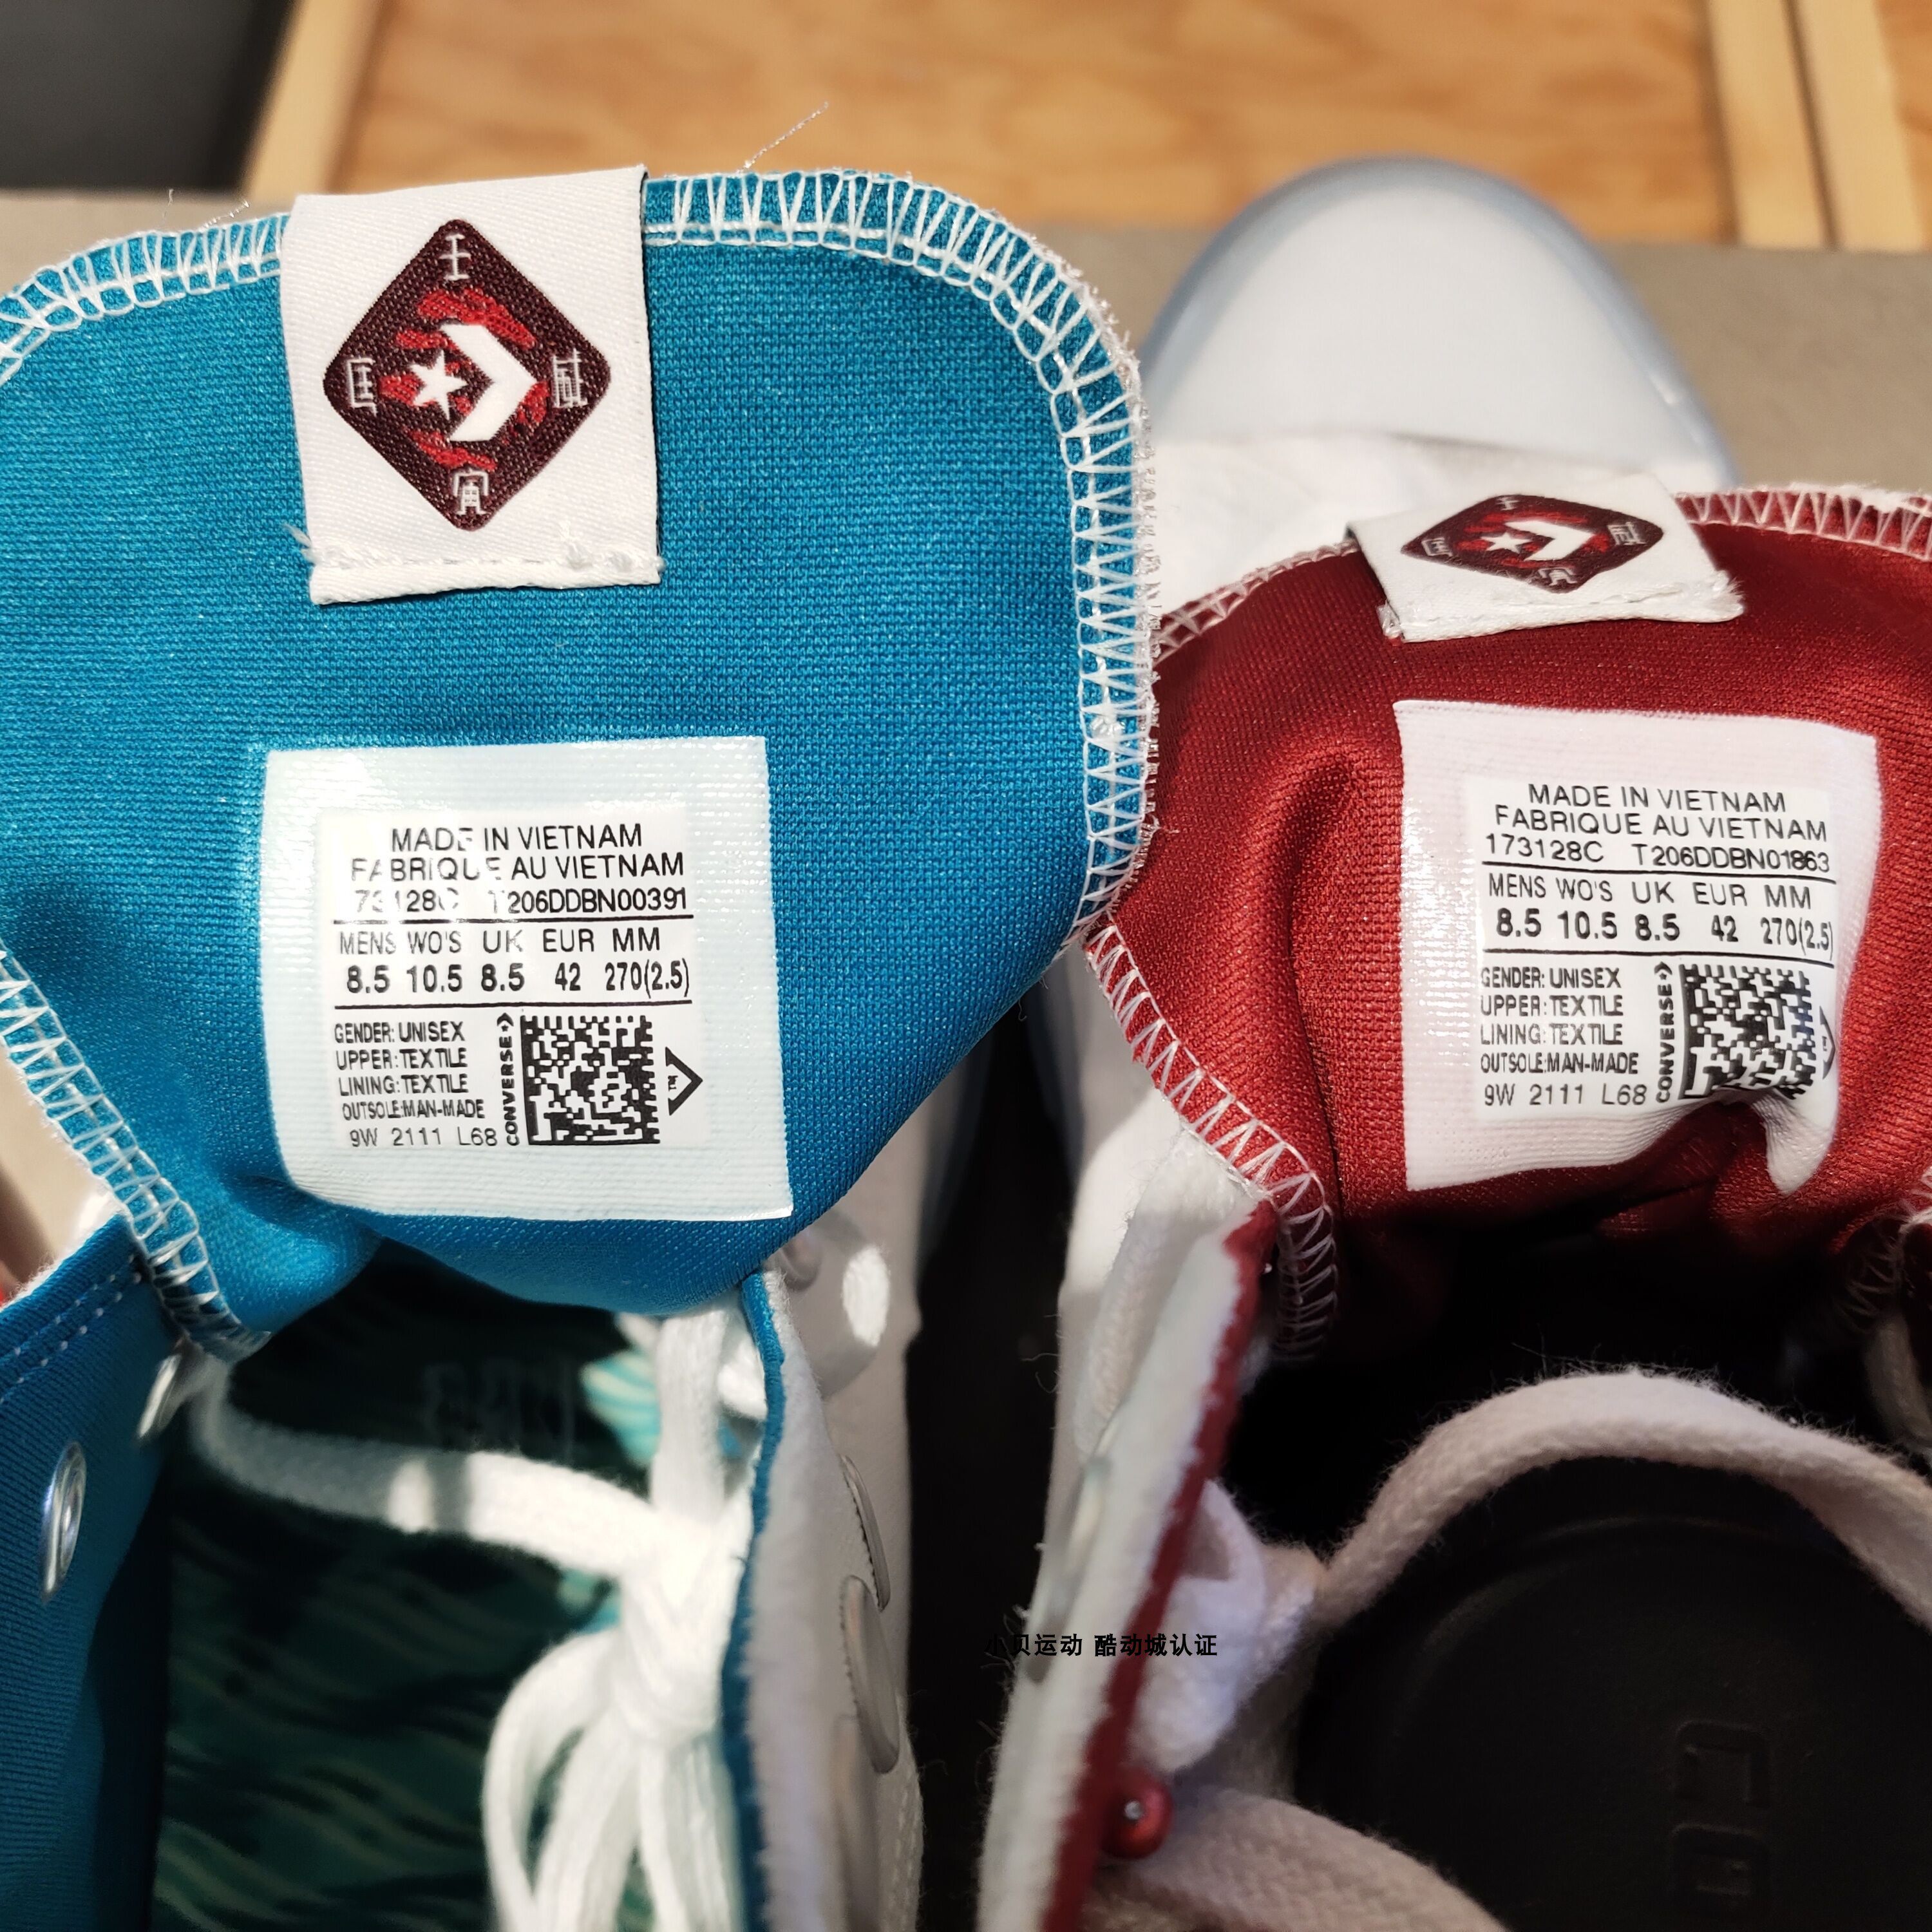 MADE IN VIETNAM
FABRIQUE AU VIETNAM
73128C T206DDBN00391
MENS WO'S UK EUR MM
8.5 10.5 8.5 42 270(2.5)
GENDER: UNISEX
UPPER: TEXTILE
LINING: TEXTILE
OUTSOLE:MAN-MADE
9W 2111 L68
CONVERSE
MADE IN VIETNAM
FABRIQUE AU VIETNAM
173128C T206DDBN01863
MENS WO'S UK EUR MM
8.5 10.5 8.5 42 270(2.5)
GENDER: UNISEX
UPPER: TEXTILE
LINING: TEXTILE
OUTSOLE:MAN-MADE
9W 2111 L68
CONVERSE
小贝运动 酷动城认证